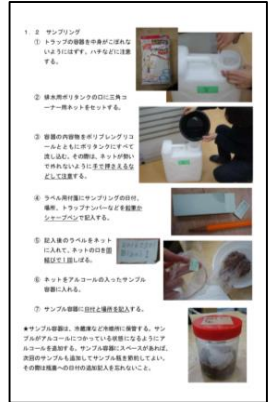 1.2 サンプリング
① トラップの容器を中身がこぼれな
いようにはずす。ハチなどに注意
する。
② 排水用ポリタンクの口に三角コ
ーナー用ネットをセットする。
③ 容器の内容物をポリプレングリコ
ールとともにポリタンクにすべて
流し込む。その際は、ネットが勢い
で外れないように手で押さえるな
どして注意する。
④ ラベル用付箋にサンプリングの日付、
場所、トラップナンバーなどを鉛筆か
シャープペンで記入する。
⑤ 記入後のラベルをネット
に入れて、ネットの口を固
結びで1回しばる。
⑥ ネットをアルコールの入ったサンプル
容器に入れる。
⑦ サンプル容器に日付と場所を記入する。
★サンプル容器は、冷蔵庫など冷暗所に保管する。サン
プルがアルコールにつかっている状態になるようにア
ルコールを追加する。サンプル容器にスペースがあれば、
次回のサンプルも追加してサンプル瓶を節約してよい。
その際は瓶蓋への日付の追加記入を忘れないこと。